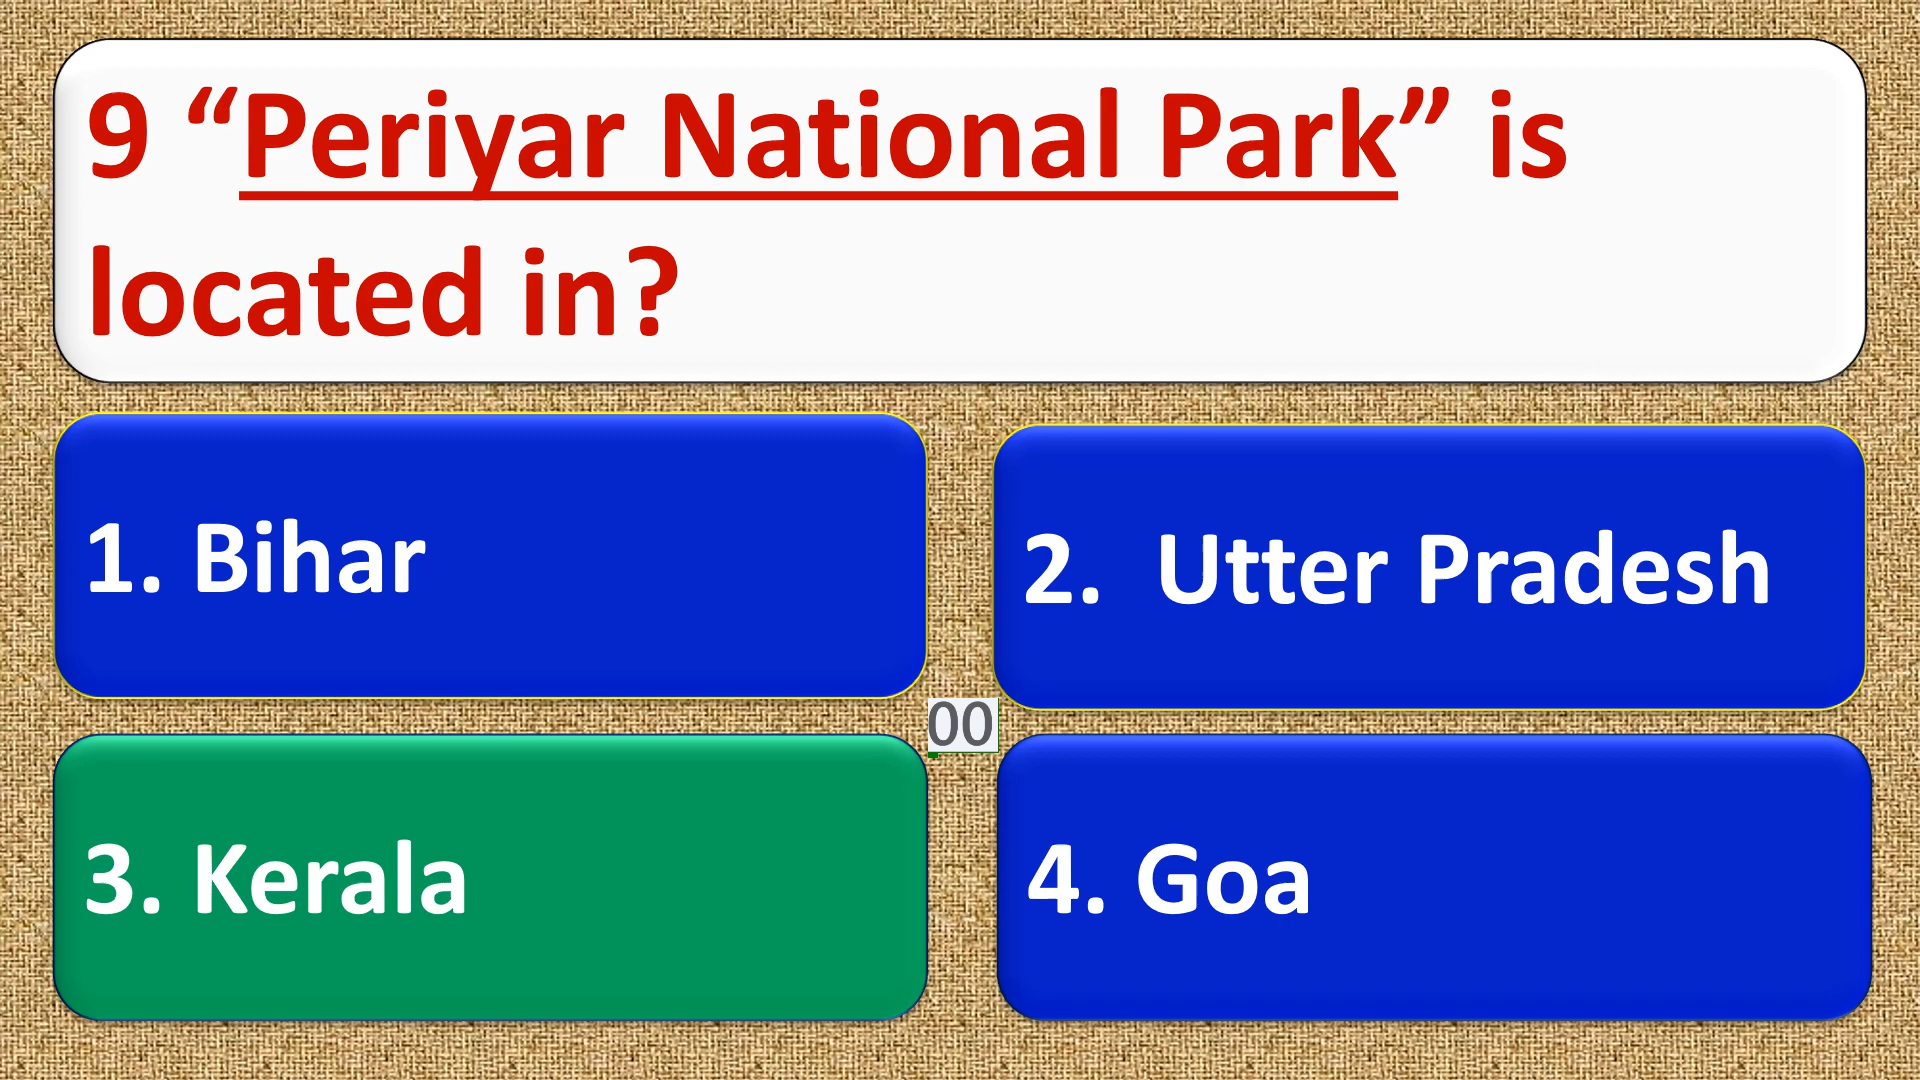 9 “Periyar National Park” is
located in?
1. Bihar
2. Utter Pradesh
00
3. Kerala
4. Goa